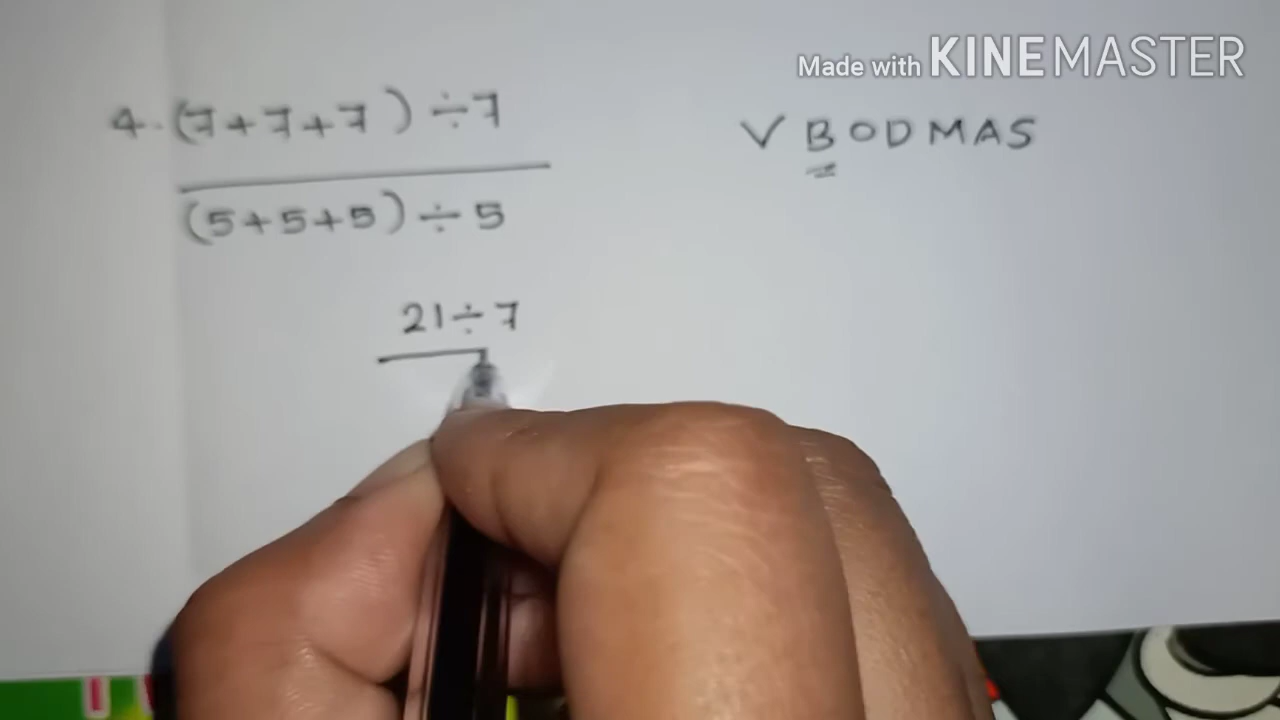 Made with KINEMASTER
4. (7+7+7) ÷7
(5+5+5) ÷ 5
V BODMAS
21÷7